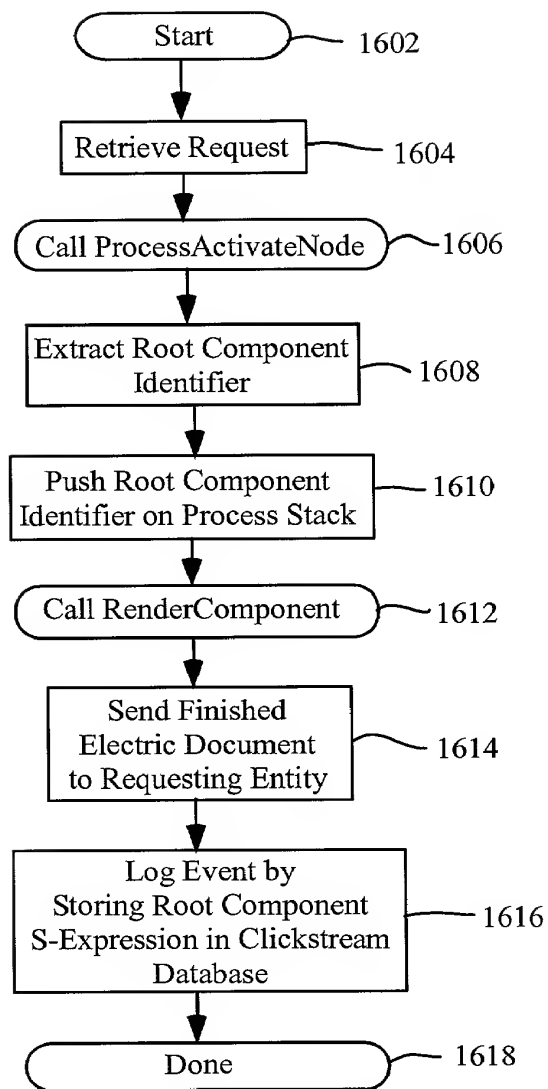 Start
1602
Retrieve Request
1604
Call ProcessActivateNode
1606
Extract Root Component
Identifier
1608
Push Root Component
Identifier on Process Stack
1610
Call RenderComponent
1612
Send Finished
Electric Document
to Requesting Entity
1614
Log Event by
Storing Root Component
S-Expression in Clickstream
Database
1616
Done
1618